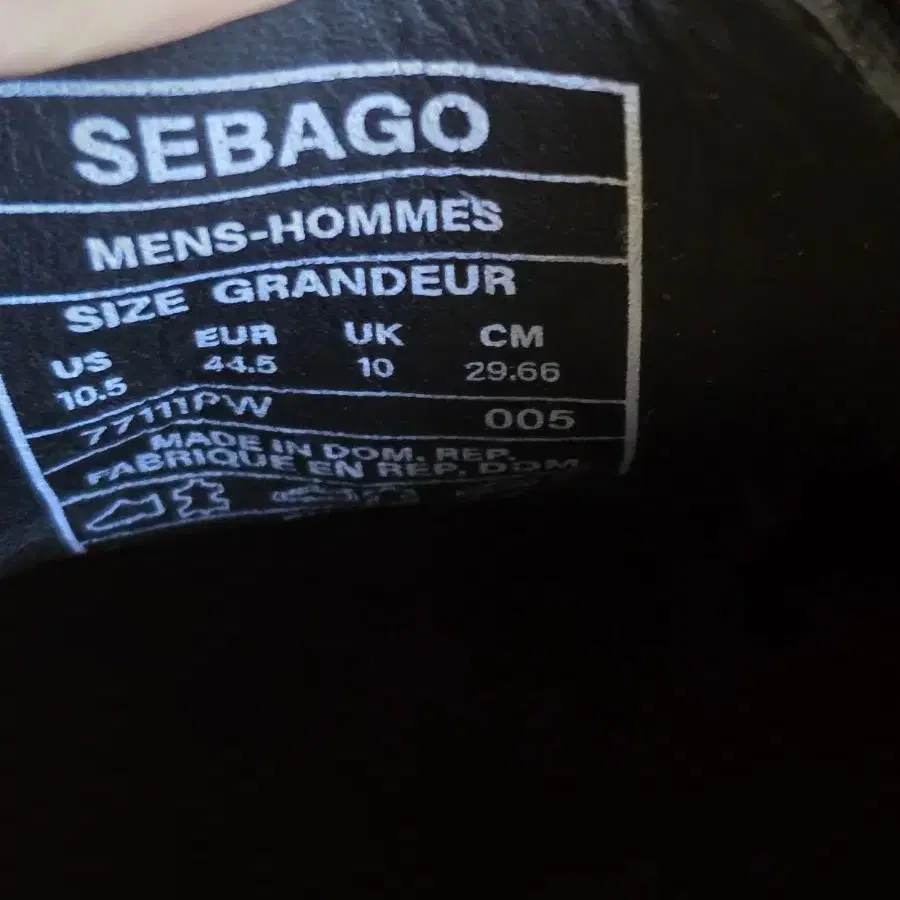 SEBAGO
MENS-HOMMES
SIZE GRANDEUR
US EUR UK CM
10.5 44.5 10 29.66
77111PW 005
MADE IN DOM. REP.
FABRIQUE EN REP. DOM